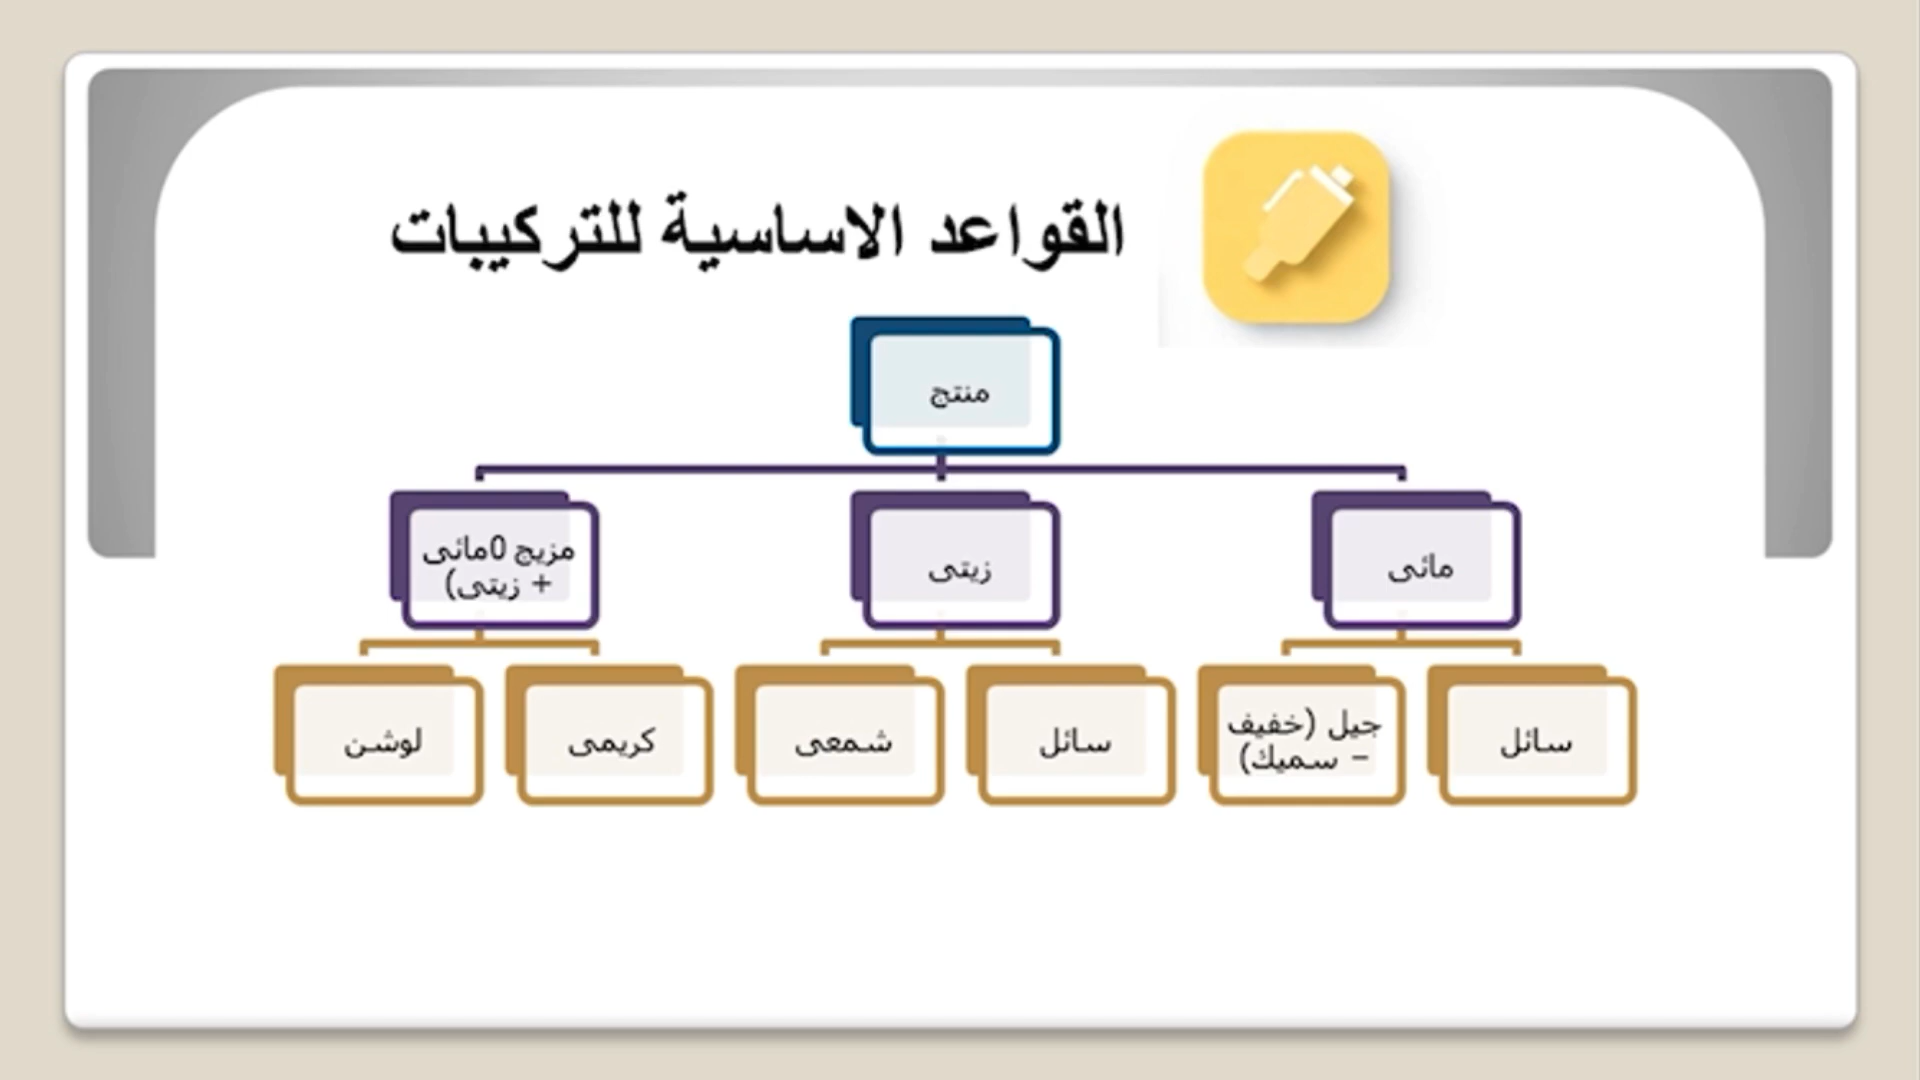 القواعد الاساسية للتركيبات
منتج
مائى
زيتى
مزيج 0مائى
+ زيتى)
سائل
جيل (خفيف
– سميك)
سائل
شمعى
كريمى
لوشن